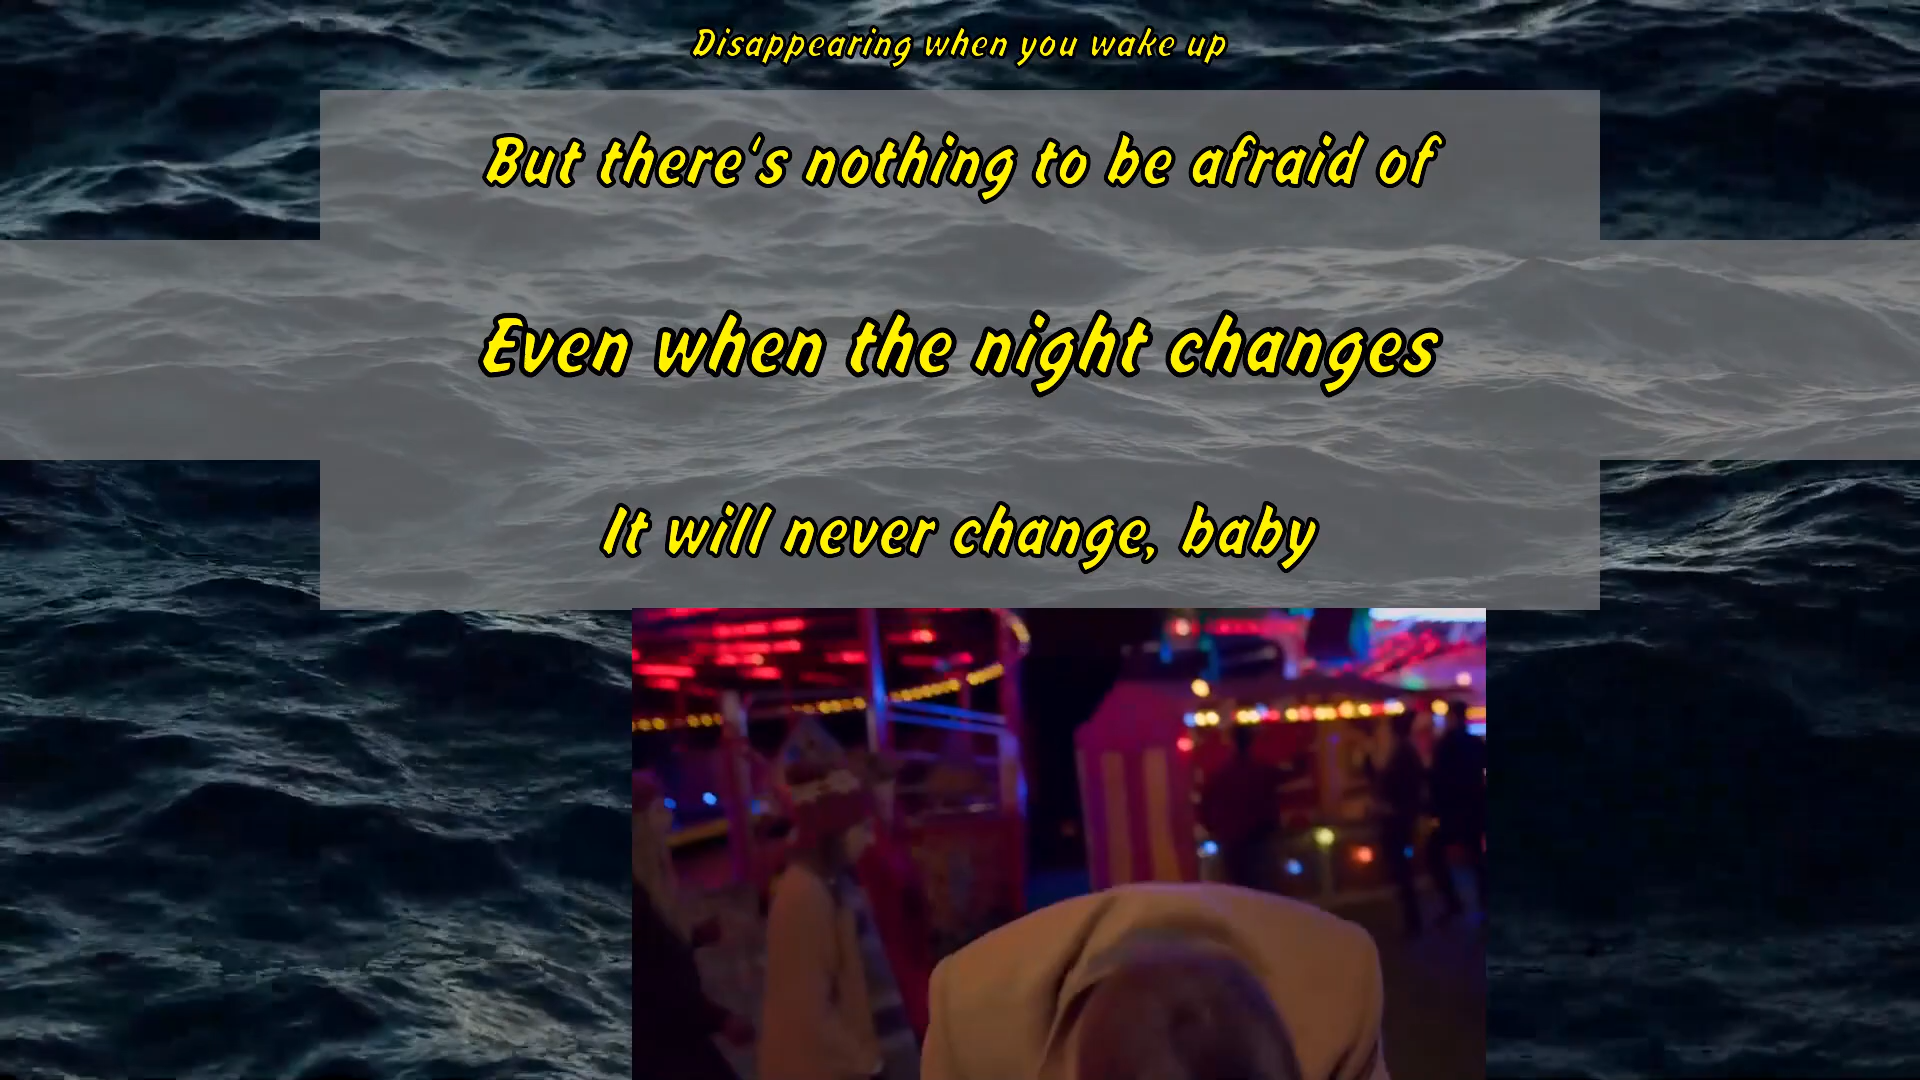 Disappearing when you wake up
But there's nothing to be afraid of
Even when the night changes
It will never change, baby